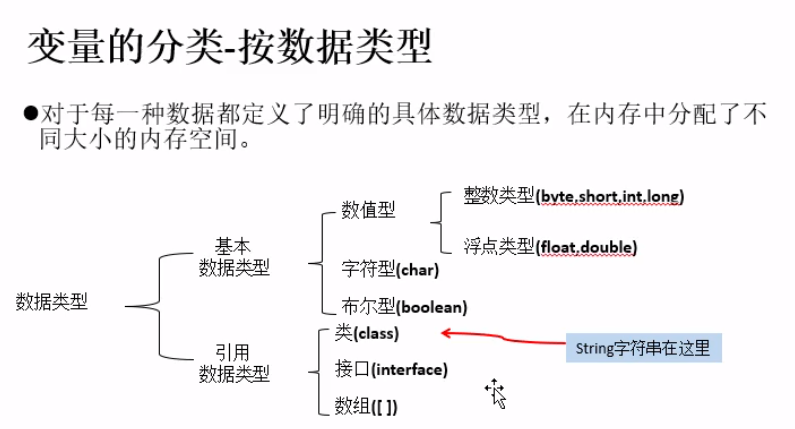 变量的分类-按数据类型
●对于每一种数据都定义了明确的具体数据类型，在内存中分配了不
同大小的内存空间。
整数类型(byte,short,int,long)
数值型
浮点类型(float,double)
基本
数据类型
字符型(char)
布尔型(boolean)
数据类型
类(class)
String字符串在这里
引用
数据类型
接口(interface)
数组([ ])